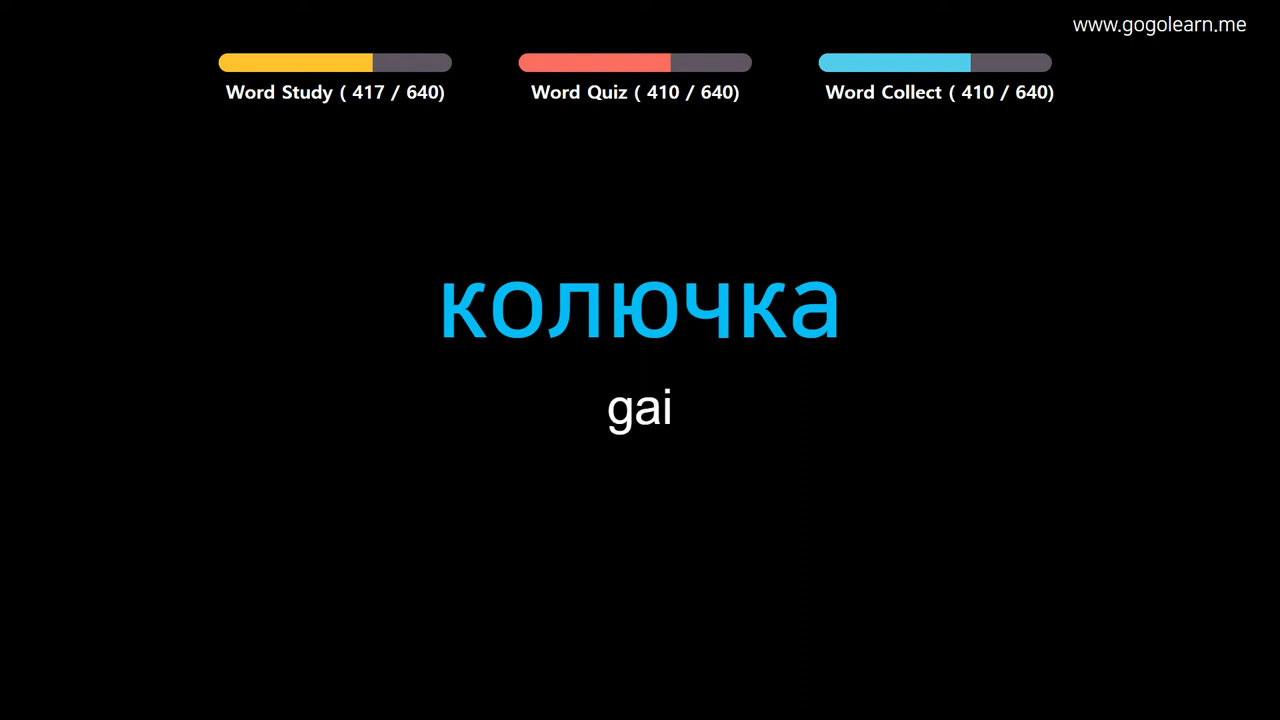 www.gogolearn.me
Word Study ( 417 / 640)
Word Quiz ( 410 / 640)
Word Collect ( 410 / 640)
колючка
gai